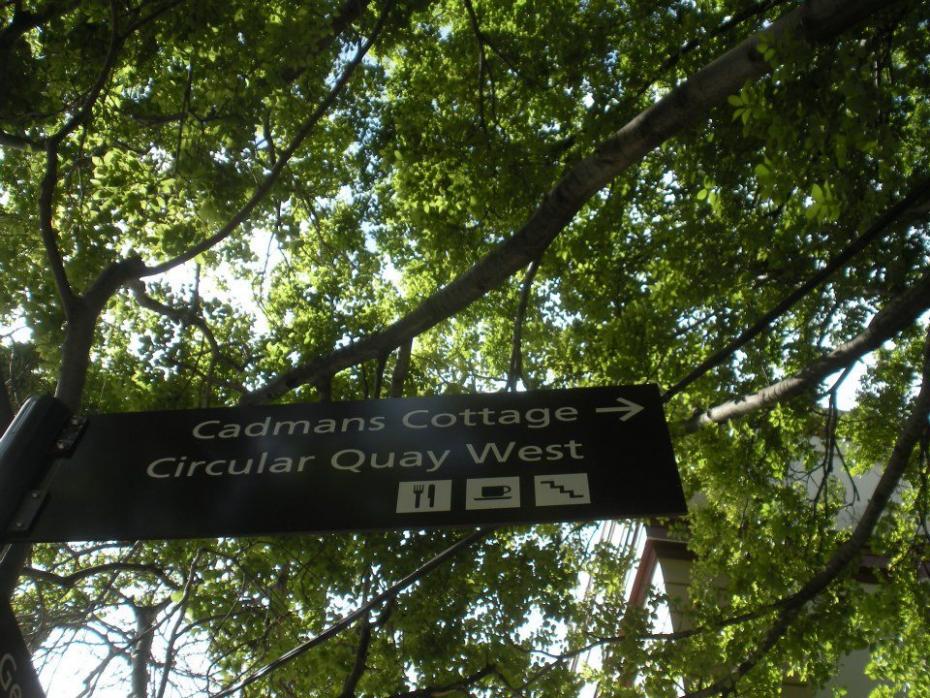 Cadmans Cottage →
Circular Quay West